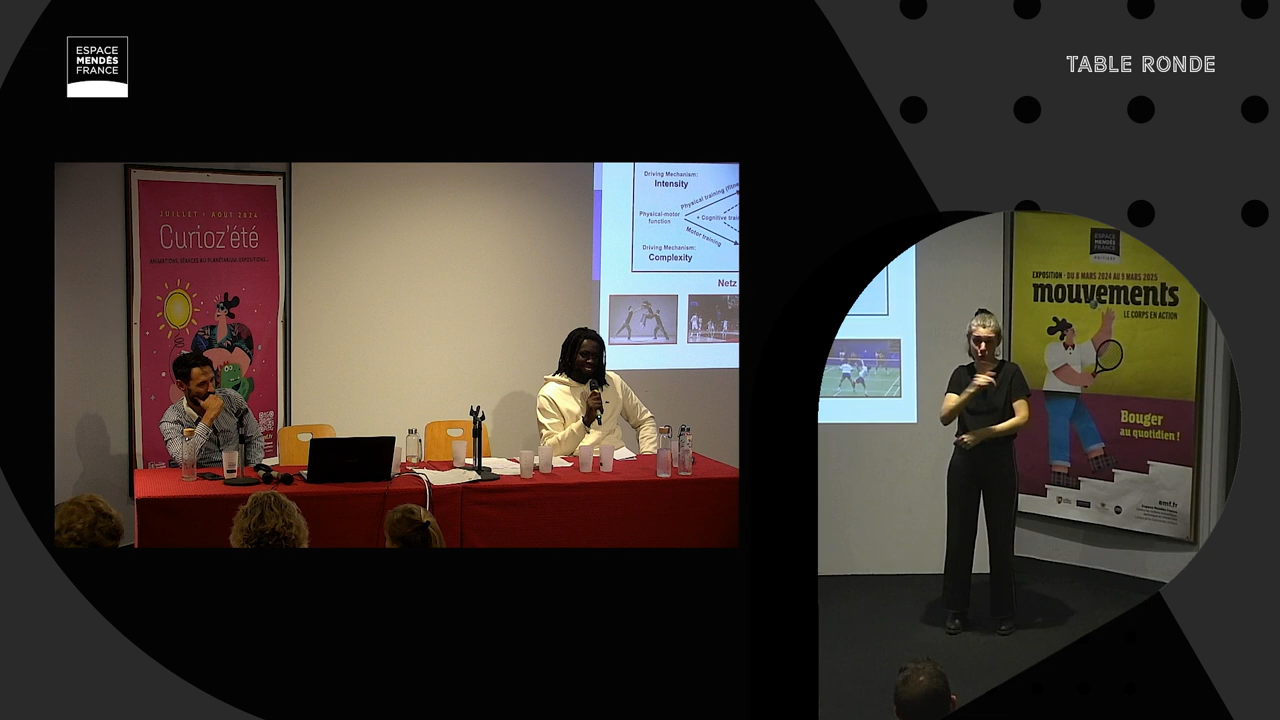 ESPACE
MENDÈS
FRANCE
TABLE RONDE
JUILLET > AOÛT 2024
Curioz'été
Driving Mechanism:
Intensity
Physical training (fitne
Physical-motor
function
+ Cognitive trai
Motor training
Driving Mechanism:
Complexity
Netz
ESPACE
MENDÈS
FRANCE
EXPOSITION · DU 8 MARS 2024 AU 9 MARS 2025
mouvements
LE CORPS EN ACTION
Bouger
au quotidien !
emf.fr